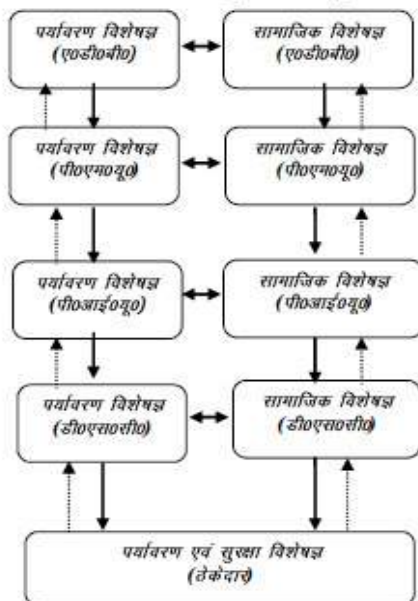 पर्यावरण विशेषज्ञ
(ए0डी0बी0)
सामाजिक विशेषज्ञ
(ए0डी0बी0)
पर्यावरण विशेषज्ञ
(पी0एम0यू0)
सामाजिक विशेषज्ञ
(पी0एम0यू0)
पर्यावरण विशेषज्ञ
(पी0आई0यू0)
सामाजिक विशेषज्ञ
(पी0आई0यू0)
पर्यावरण विशेषज्ञ
(डी0एस0सी0)
सामाजिक विशेषज्ञ
(डी0एस0सी0)
पर्यावरण एवं सुरक्षा विशेषज्ञ
(ठेकेदार)